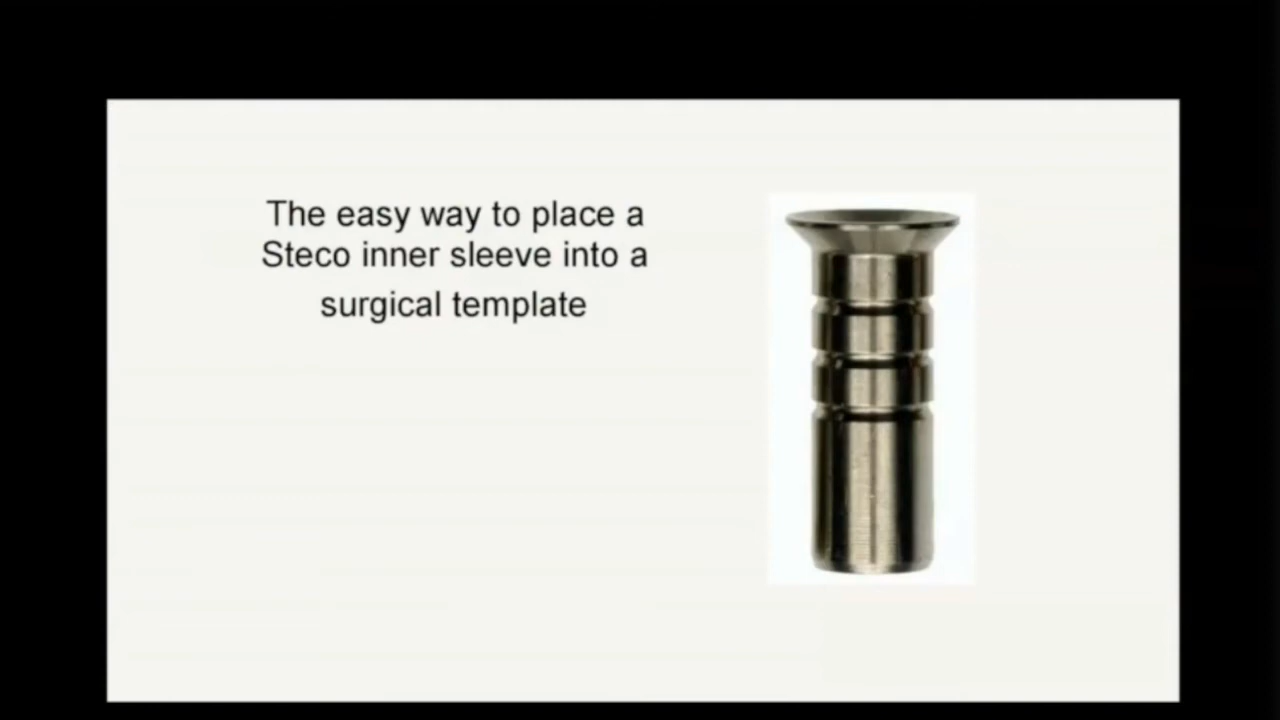 The easy way to place a
Steco inner sleeve into a
surgical template